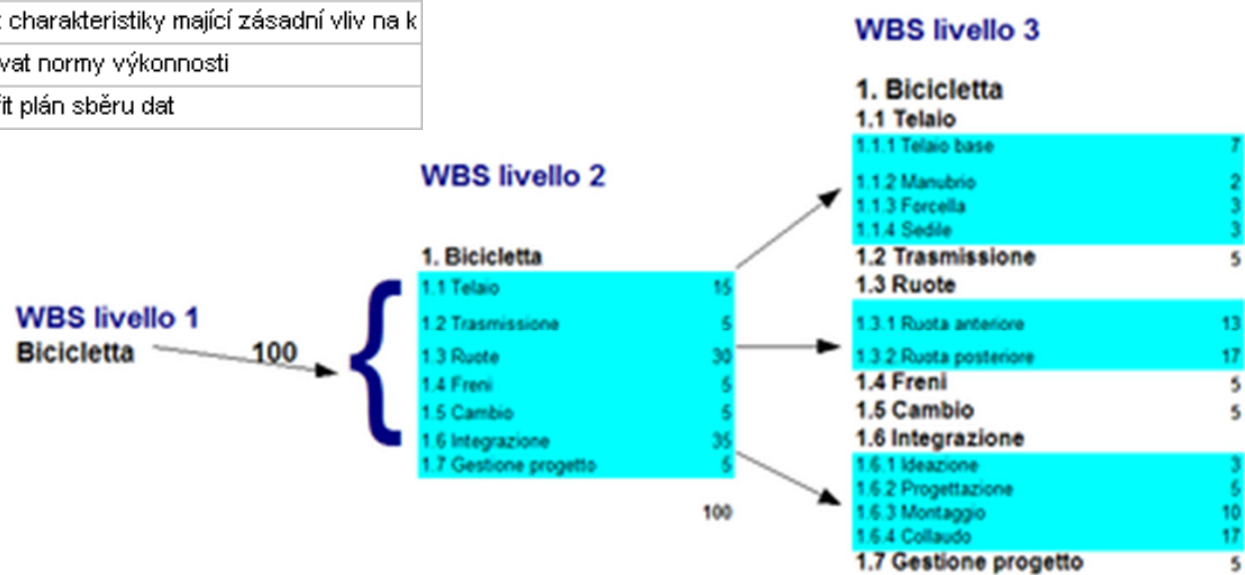 charakteristiky mající zásadní vliv na k
vat normy výkonnosti
it plán sběru dat
WBS livello 1
Bicicletta 100
WBS livello 2
1. Bicicletta
1.1 Telaio 15
1.2 Trasmissione 5
1.3 Ruote 30
1.4 Freni 5
1.5 Cambio 5
1.6 Integrazione 35
1.7 Gestione progetto 5
100
WBS livello 3
1. Bicicletta
1.1 Telaio
1.1.1 Telaio base 7
1.1.2 Manubrio 2
1.1.3 Forcella 3
1.1.4 Sedile 3
1.2 Trasmissione 5
1.3 Ruote
1.3.1 Ruota anteriore 13
1.3.2 Ruota posteriore 17
1.4 Freni 5
1.5 Cambio 5
1.6 Integrazione
1.6.1 Ideazione 3
1.6.2 Progettazione 5
1.6.3 Montaggio 10
1.6.4 Collaudo 17
1.7 Gestione progetto 5